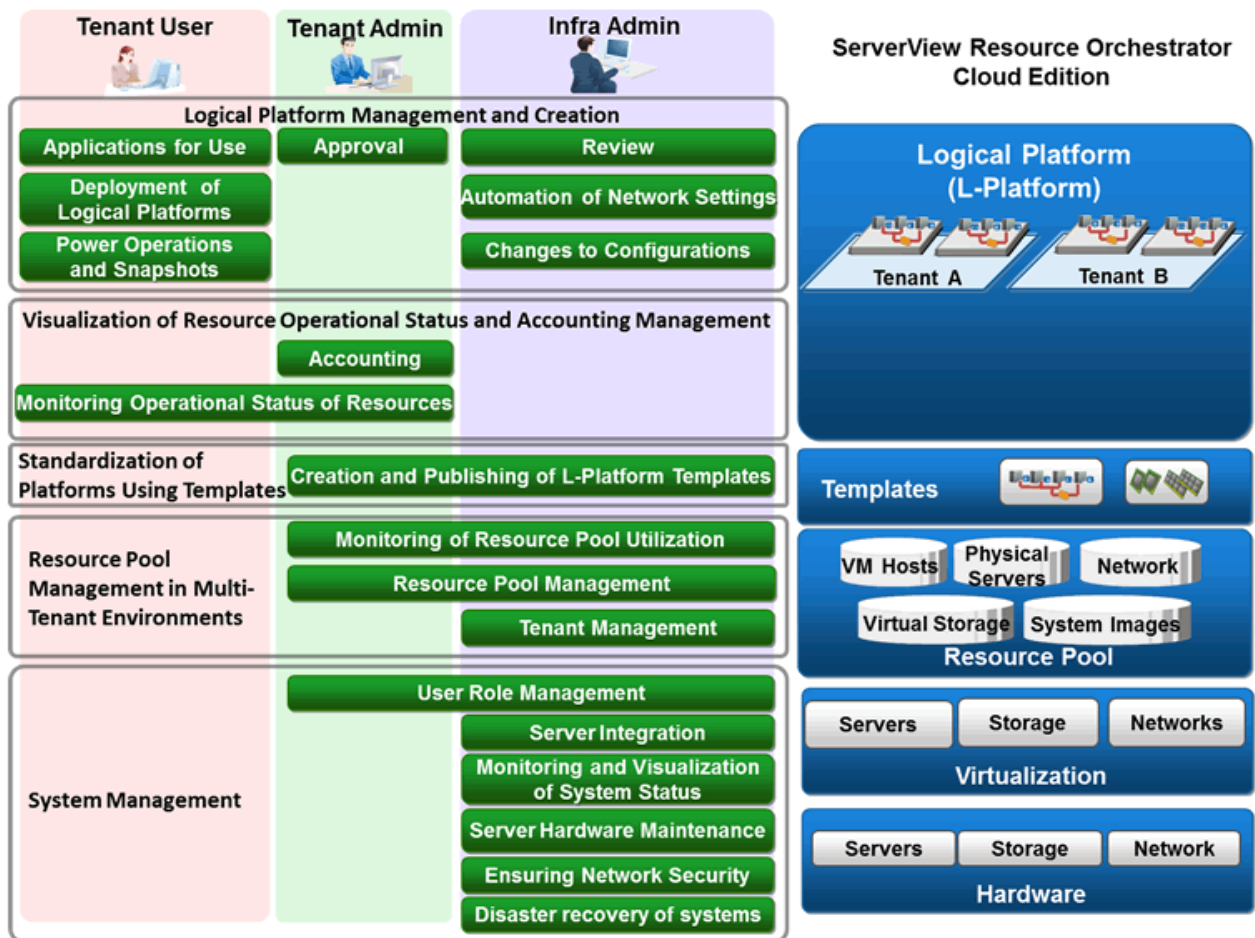 Tenant User
Tenant Admin
Infra Admin
ServerView Resource Orchestrator
Cloud Edition
Logical Platform Management and Creation
Applications for Use
Approval
Review
Deployment of
Logical Platforms
Automation of Network Settings
Power Operations
and Snapshots
Changes to Configurations
Logical Platform
(L-Platform)
Tenant A
Tenant B
Visualization of Resource Operational Status and Accounting Management
Accounting
Monitoring Operational Status of Resources
Standardization of
Platforms Using Templates
Creation and Publishing of L-Platform Templates
Templates
Resource Pool
Management in Multi-
Tenant Environments
Monitoring of Resource Pool Utilization
Resource Pool Management
Tenant Management
VM Hosts
Physical
Servers
Network
Virtual Storage
System Images
Resource Pool
System Management
User Role Management
Server Integration
Monitoring and Visualization
of System Status
Server Hardware Maintenance
Ensuring Network Security
Disaster recovery of systems
Servers
Storage
Networks
Virtualization
Servers
Storage
Network
Hardware